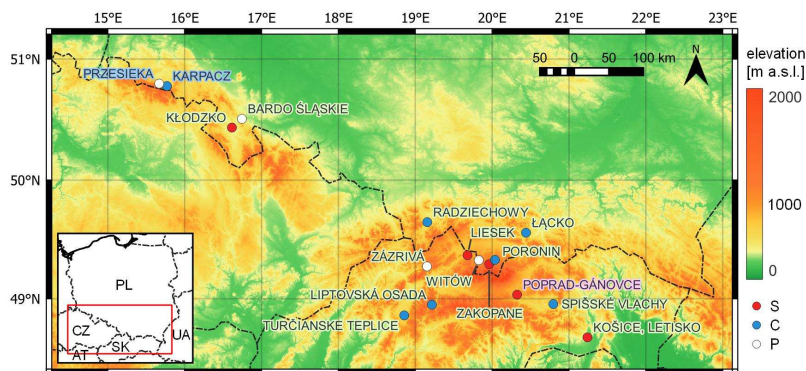 15°E 16°E 17°E 18°E 19°E 20°E 21°E 22°E 23°E
51°N
50°N
49°N
50 0 50 100 km
N
elevation
[m a.s.l.]
2000
1000
0
S
C
P
PRZESIEKA
KARPACZ
BARDO ŚLĄSKIE
KŁODZKO
RADZIECHOWY
ŁĄCKO
LIESEK
ZÁZRIVÁ
PORONIN
WITÓW
POPRAD-GÁNOVCE
LIPTOVSKÁ OSADA
SPIŠSKÉ VLACHY
ZAKOPANE
TURČIANSKE TEPLICE
KOŠICE, LETISKO
PL
CZ
UA
SK
AT